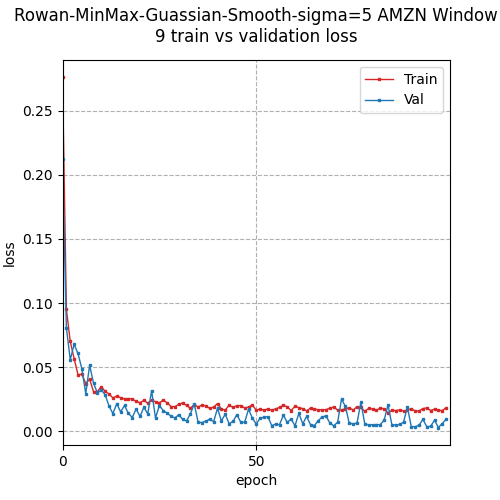 Rowan-MinMax-Guassian-Smooth-sigma=5 AMZN Window
9 train vs validation loss
Train
Val
0.25
0.20
0.15
0.10
0.05
0.00
loss
0
50
epoch